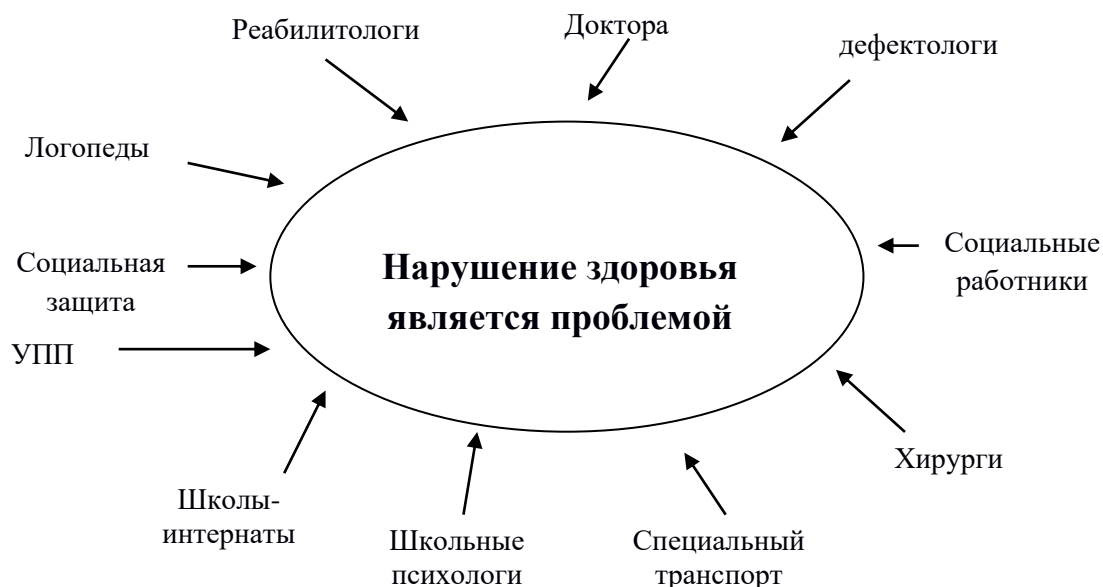 Реабилитологи
Доктора
дефектологи
Логопеды
Социальная
защита
Нарушение здоровья
является проблемой
Социальные
работники
УПП
Хирурги
Школы-
интернаты
Школьные
психологи
Специальный
транспорт